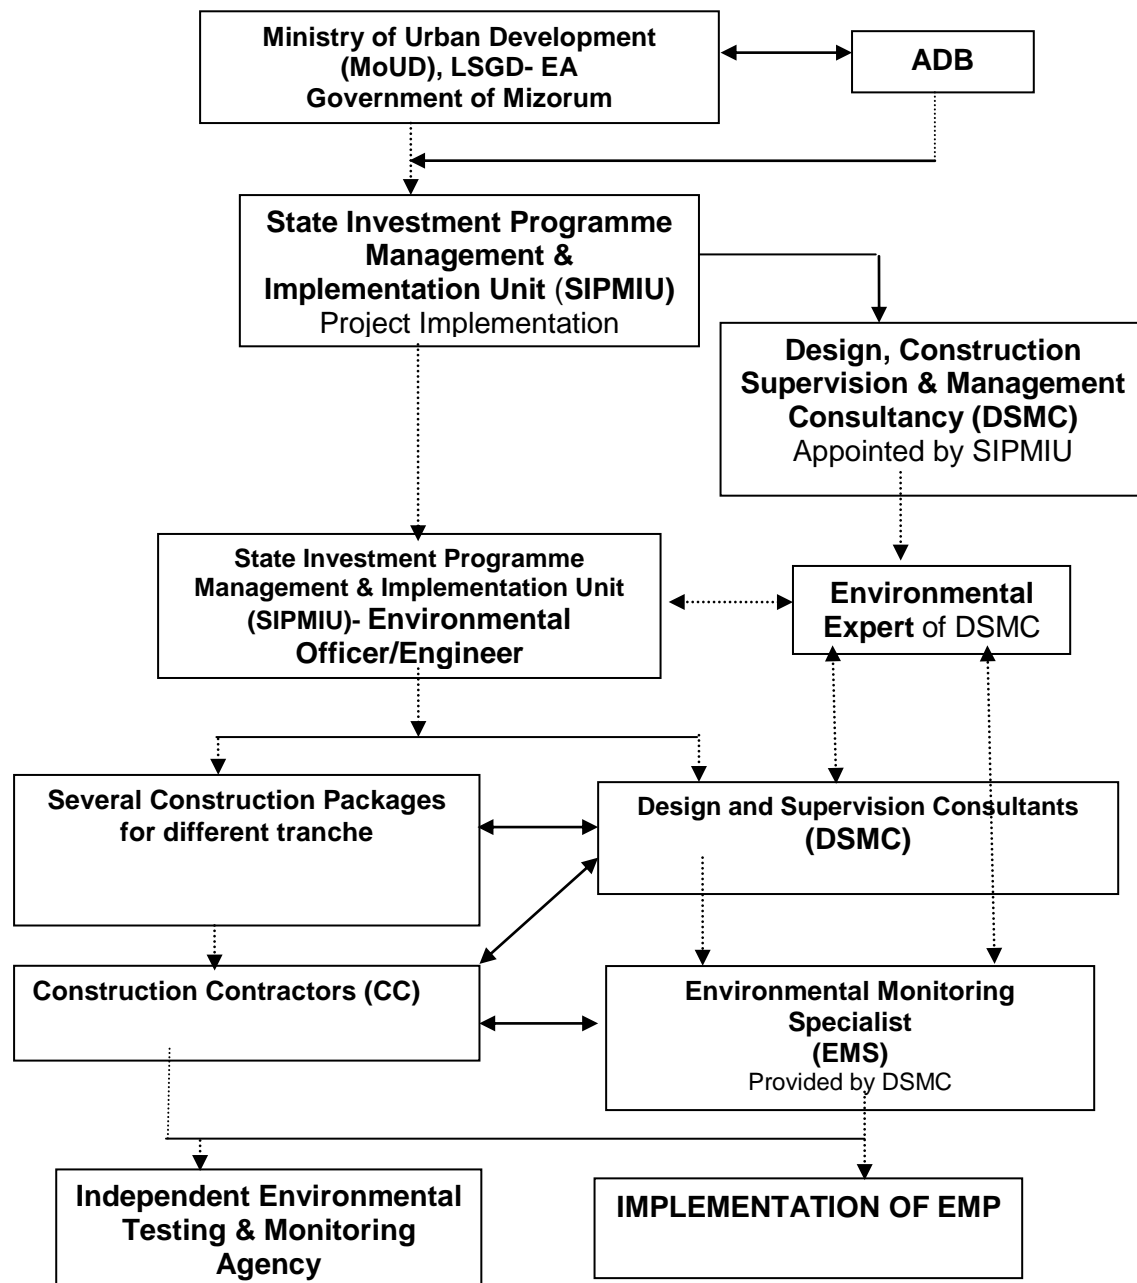 Ministry of Urban Development
(MoUD), LSGD- EA
Government of Mizorum
ADB
State Investment Programme
Management &
Implementation Unit (SIPMIU)
Project Implementation
Design, Construction
Supervision & Management
Consultancy (DSMC)
Appointed by SIPMIU
State Investment Programme
Management & Implementation Unit
(SIPMIU)- Environmental
Officer/Engineer
Environmental
Expert of DSMC
Several Construction Packages
for different tranche
Design and Supervision Consultants
(DSMC)
Construction Contractors (CC)
Environmental Monitoring
Specialist
(EMS)
Provided by DSMC
Independent Environmental
Testing & Monitoring
Agency
IMPLEMENTATION OF EMP